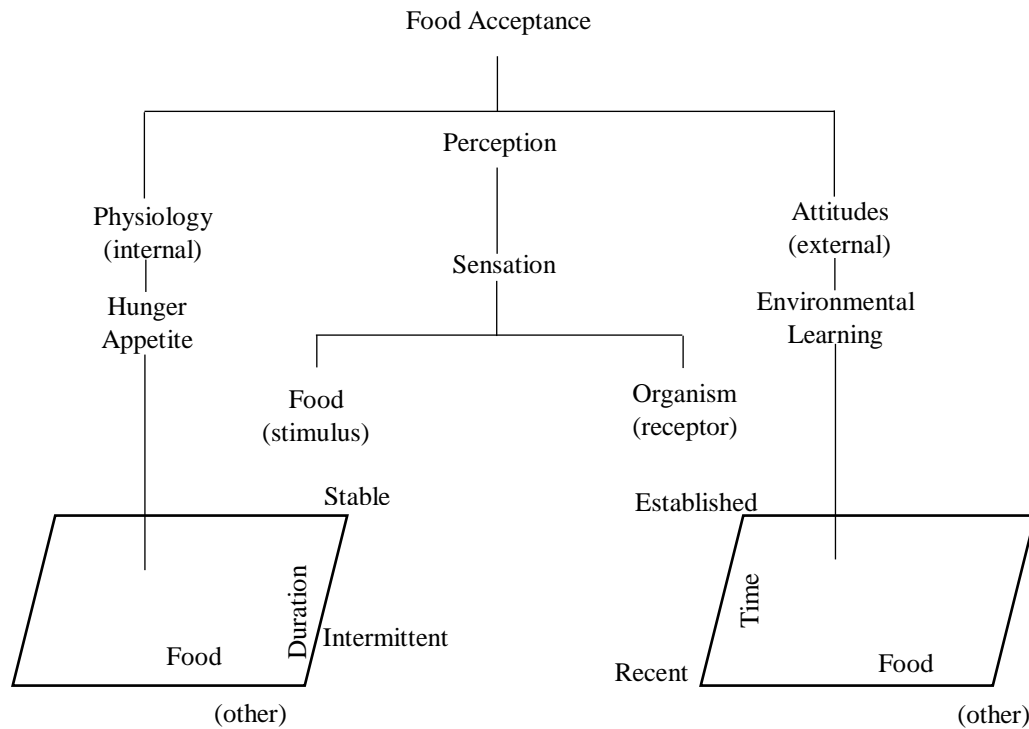 Food Acceptance
Perception
Physiology
(internal)
Attitudes
(external)
Sensation
Hunger
Appetite
Environmental
Learning
Food
(stimulus)
Organism
(receptor)
Stable
Duration
Intermittent
Food
(other)
Established
Time
Recent
Food
(other)